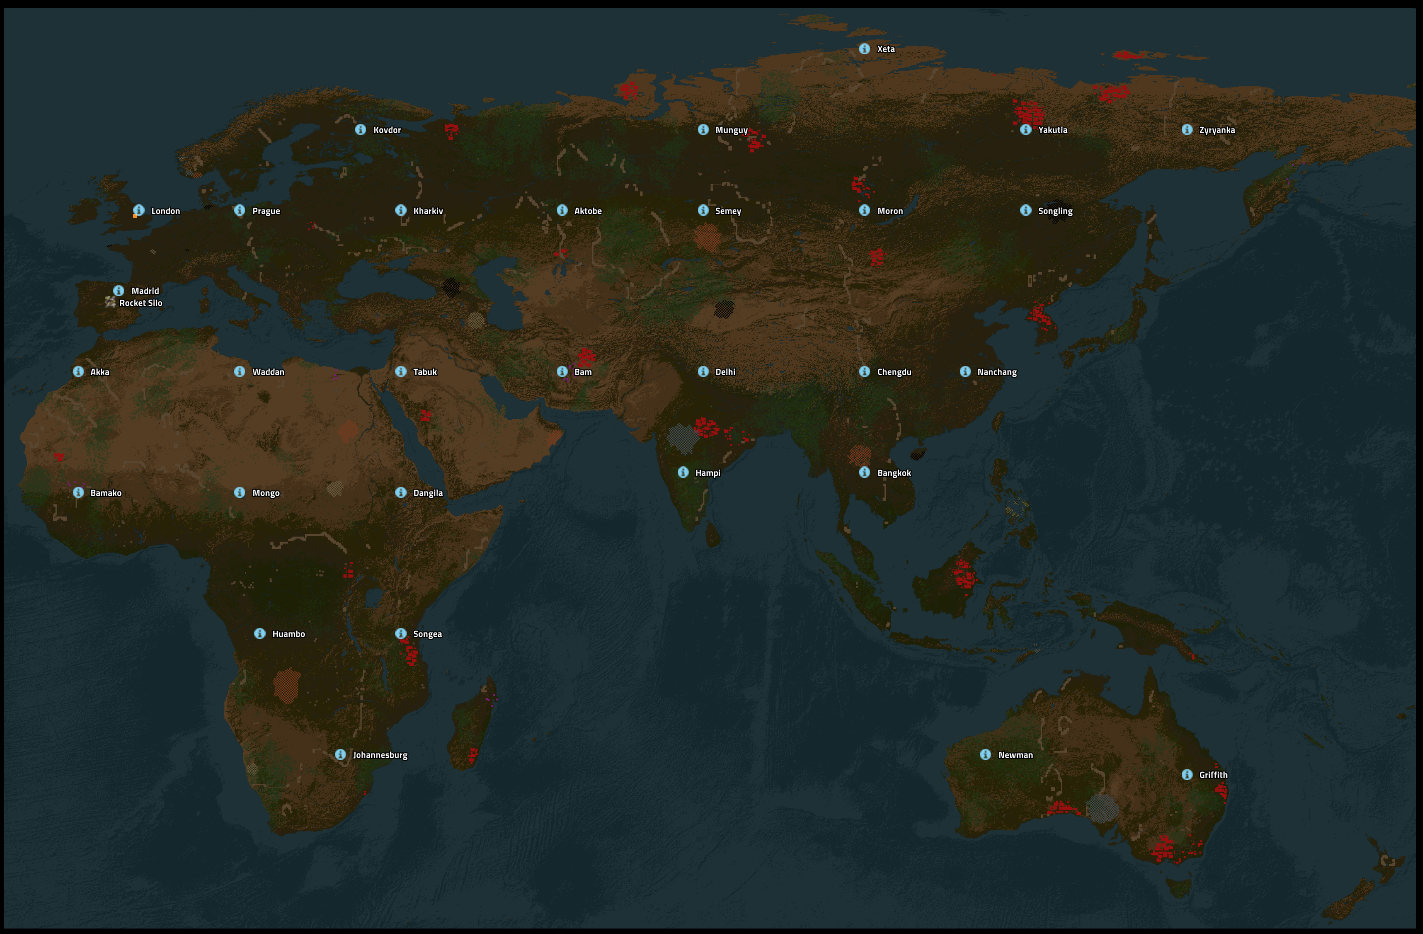 Xeta
Kovdor
Munguy
Yakutia
Zyryanka
London
Prague
Kharkiv
Aktobe
Semey
Moron
Songling
Madrid
Rocket Silo
Akka
Waddan
Tabuk
Bam
Delhi
Chengdu
Nanchang
Hampi
Bangkok
Bamako
Mongo
Dangila
Huambo
Songea
Johannesburg
Newman
Griffith